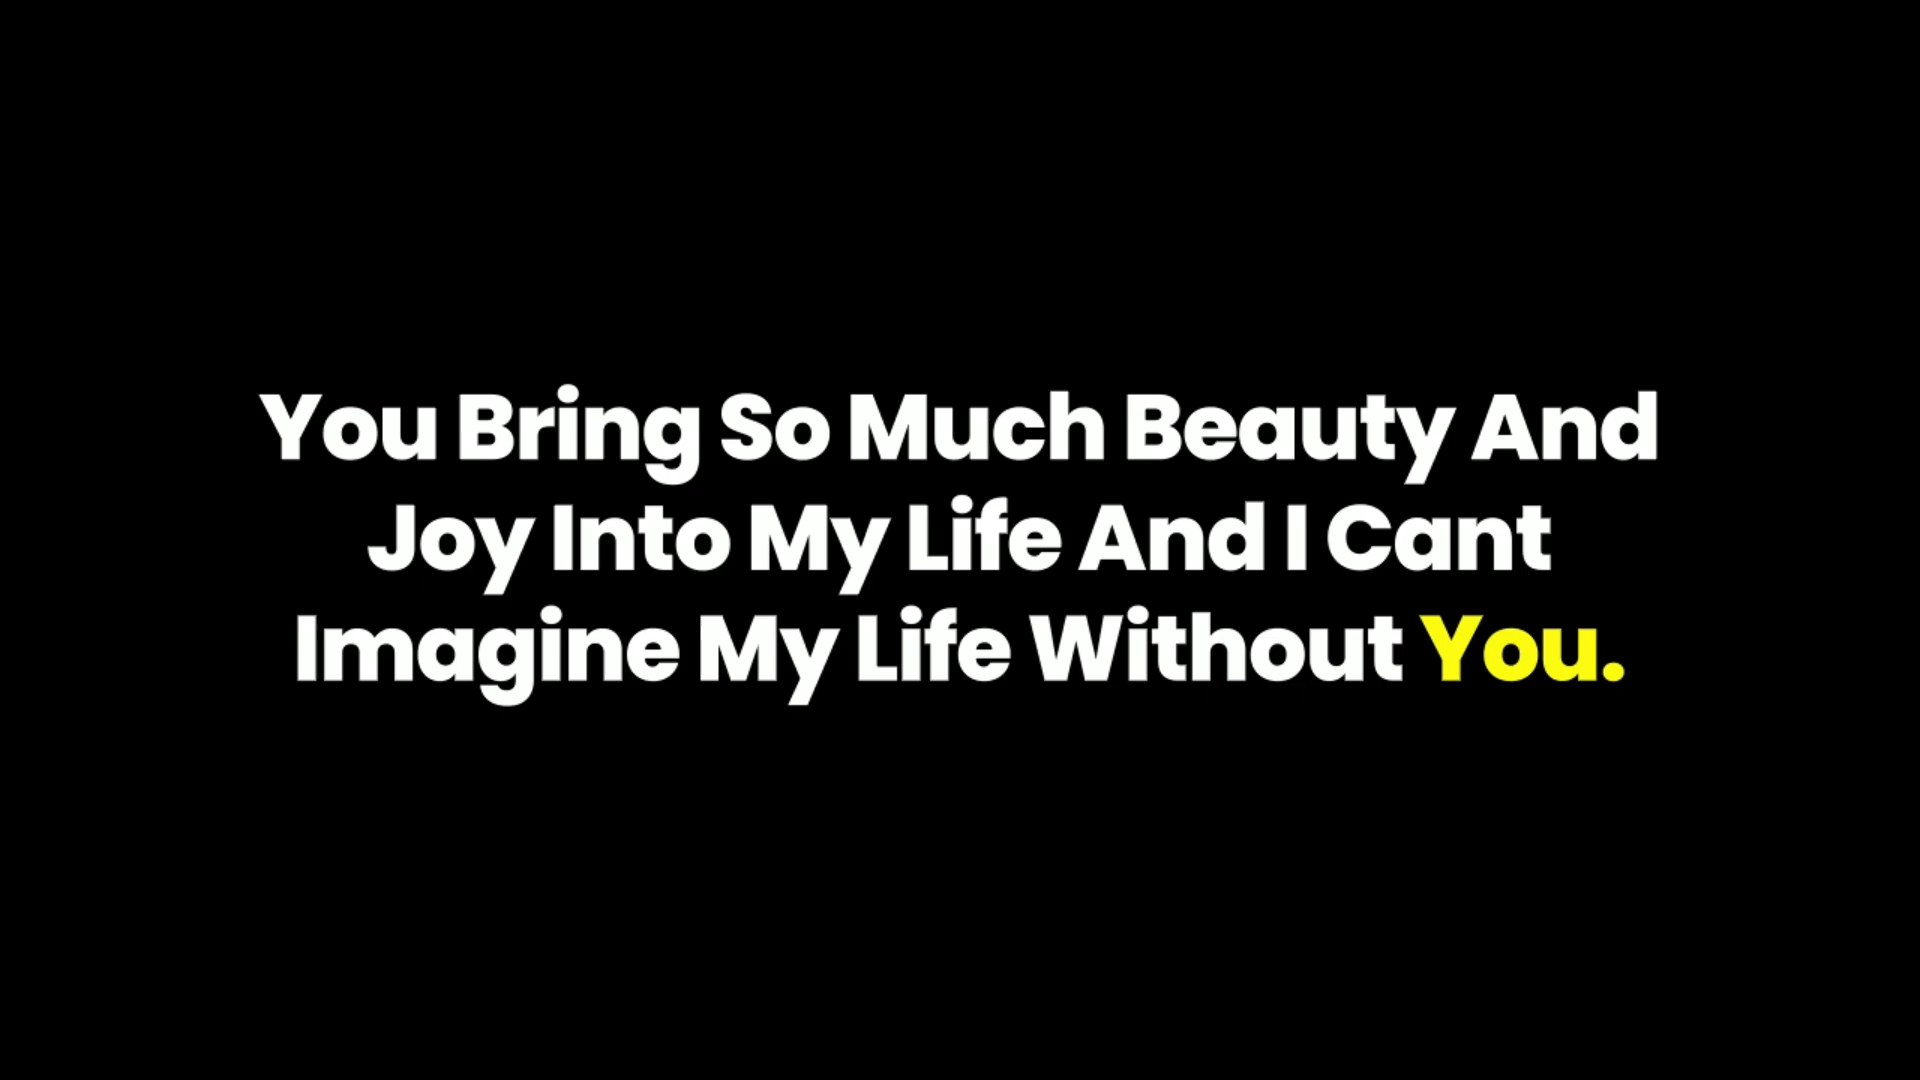 You Bring So Much Beauty And
Joy Into My Life And I Cant
Imagine My Life Without You.